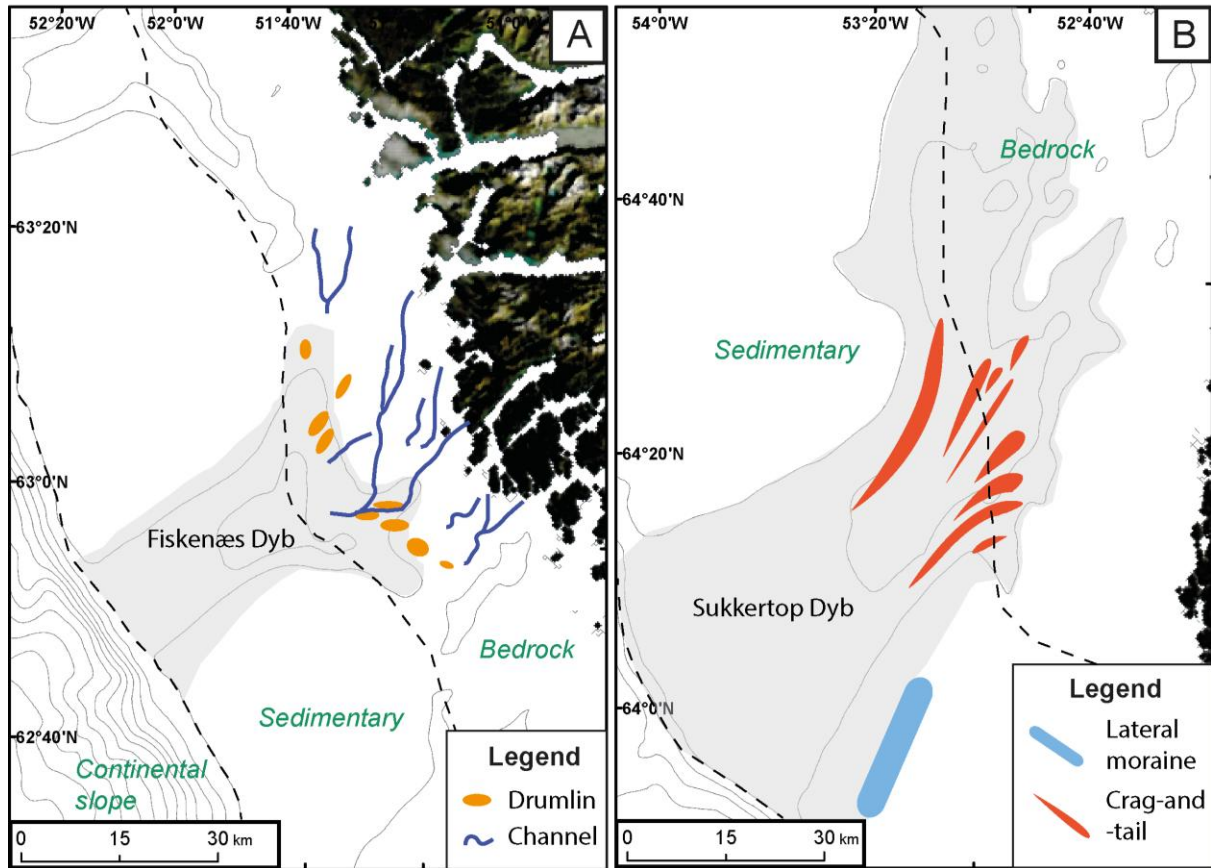 52°20'W
52°0'W
51°40'W
A
63°20'N
63°0'N
62°40'N
Fiskenæs Dyb
Bedrock
Sedimentary
Continental
slope
Legend
Drumlin
Channel
0 15 30 km
54°0'W
53°20'W
52°40'W
B
64°40'N
64°20'N
64°0'N
Bedrock
Sedimentary
Sukkertop Dyb
Legend
Lateral
moraine
Crag-and
-tail
0 15 30 km